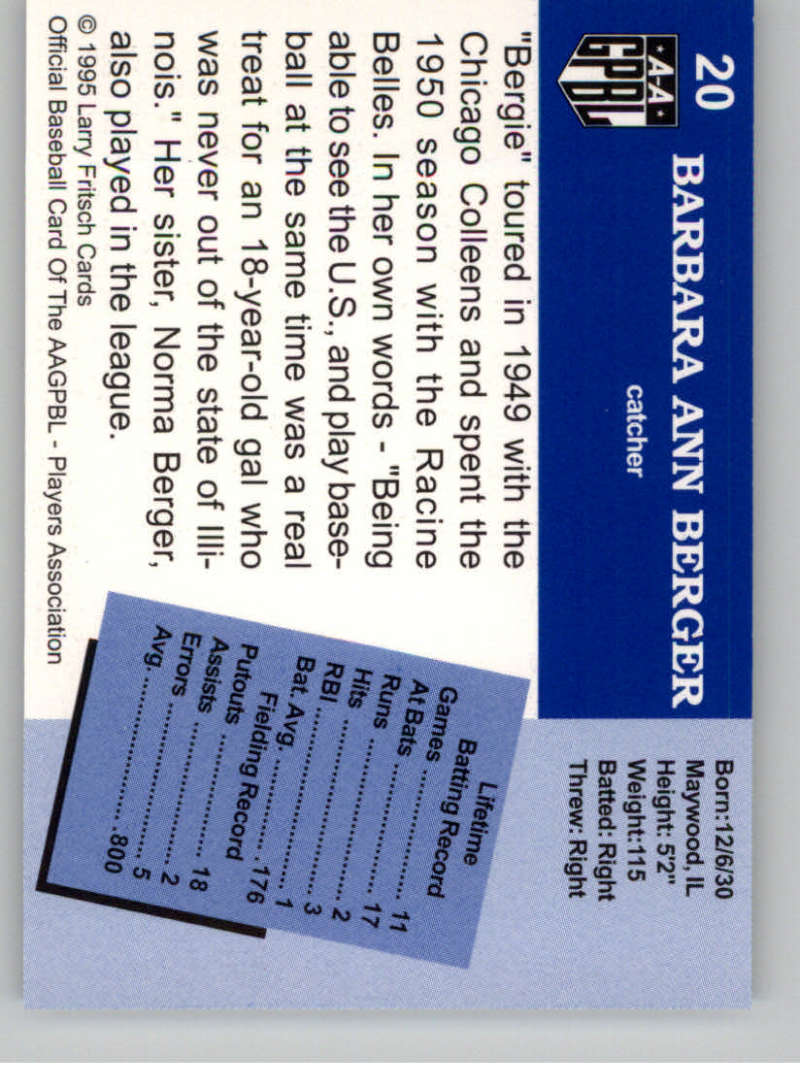 20 BARBARA ANN BERGER
catcher
A-A
GPBL
"Bergie" toured in 1949 with the
Chicago Colleens and spent the
1950 season with the Racine
Belles. In her own words - "Being
able to see the U.S., and play base-
ball at the same time was a real
treat for an 18-year-old gal who
was never out of the state of Illi-
nois." Her sister, Norma Berger,
also played in the league.
© 1995 Larry Fritsch Cards
Official Baseball Card Of The AAGPBL - Players Association
Born:12/6/30
Maywood, IL
Height: 5'2"
Weight:115
Batted: Right
Threw: Right
Lifetime
Batting Record
Games .................... 11
At Bats .................... 17
Runs .................... 2
Hits .................... 3
RBI .................... 1
Bat. Avg. .............. .176
Fielding Record
Putouts .................... 18
Assists .................... 2
Errors .................... 5
Avg. .................... .800